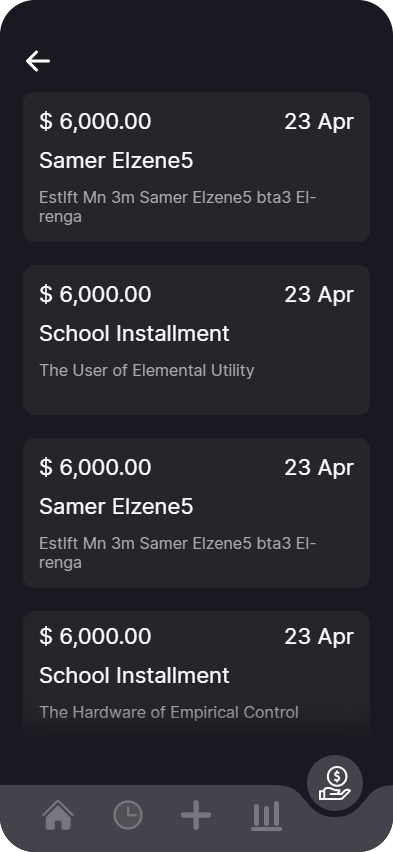 $ 6,000.00 23 Apr
Samer Elzene5
Estlft Mn 3m Samer Elzene5 bta3 El-
renga
$ 6,000.00 23 Apr
School Installment
The User of Elemental Utility
$ 6,000.00 23 Apr
Samer Elzene5
Estlft Mn 3m Samer Elzene5 bta3 El-
renga
$ 6,000.00 23 Apr
School Installment
The Hardware of Empirical Control
$